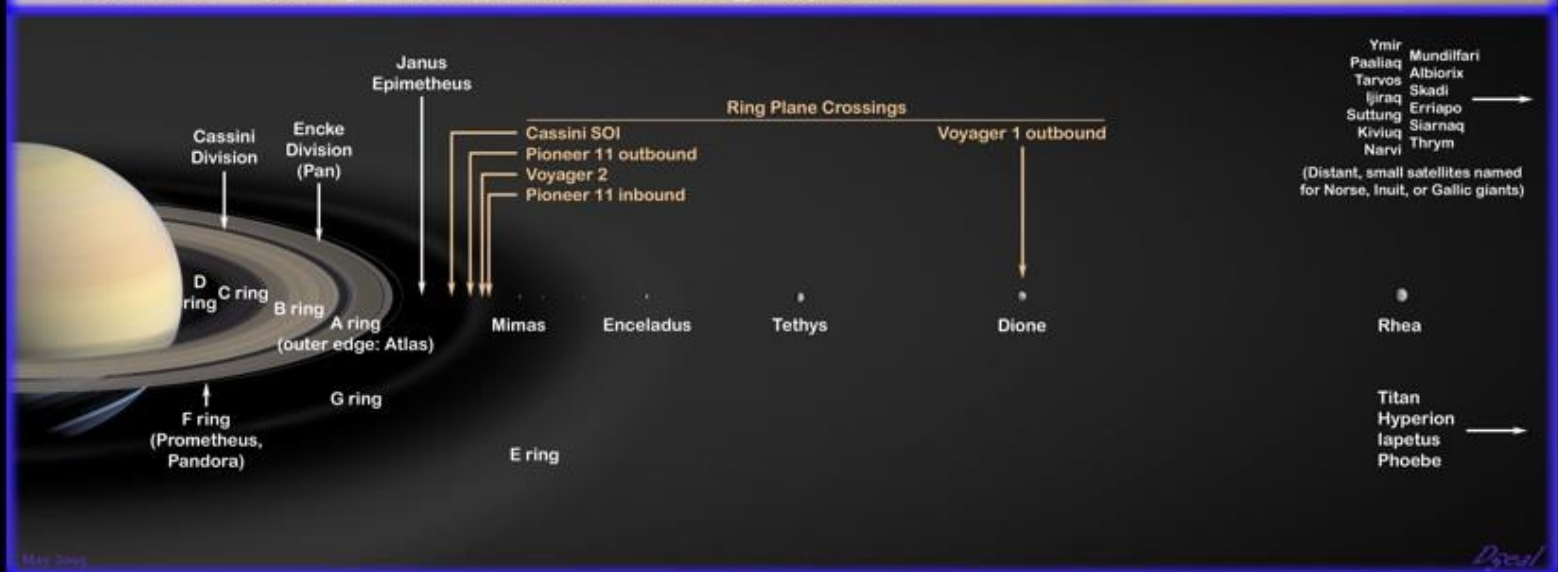 Janus
Epimetheus
Cassini
Division
Encke
Division
(Pan)
Ring Plane Crossings
Cassini SOI
Pioneer 11 outbound
Voyager 2
Pioneer 11 inbound
Voyager 1 outbound
Ymir
Paaliaq
Tarvos
Ijiraq
Suttung
Kiviuq
Narvi
Mundilfari
Albiorix
Skadi
Erriapo
Siarnaq
Thrym
(Distant, small satellites named
for Norse, Inuit, or Gallic giants)
D
ring
C ring
B ring
A ring
(outer edge: Atlas)
Mimas
Enceladus
Tethys
Dione
Rhea
G ring
F ring
(Prometheus,
Pandora)
E ring
Titan
Hyperion
Iapetus
Phoebe
Dseal